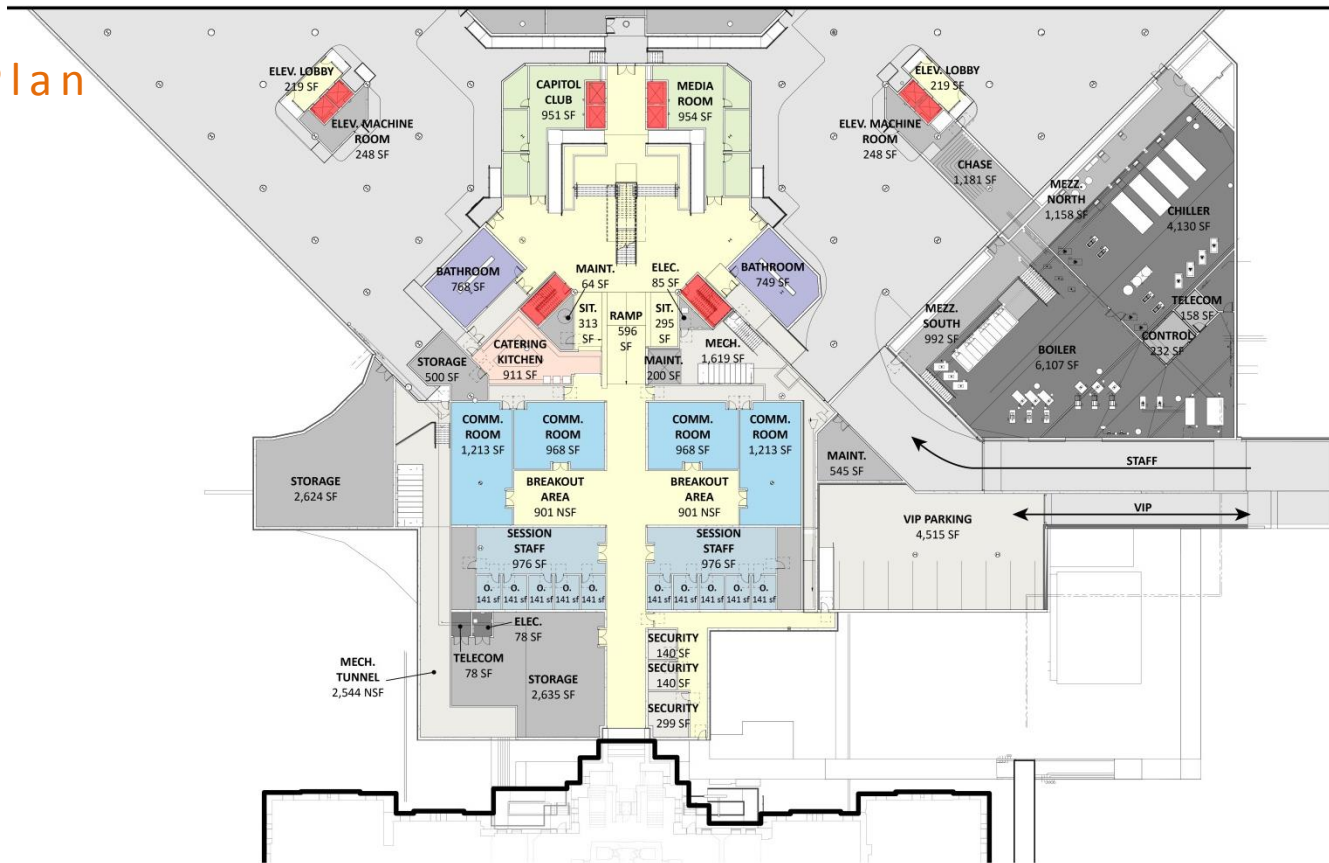 Plan
ELEV. LOBBY
219 SF
ELEV. MACHINE
ROOM
248 SF
CAPITOL
CLUB
951 SF
MEDIA
ROOM
954 SF
ELEV. LOBBY
219 SF
ELEV. MACHINE
ROOM
248 SF
CHASE
1,181 SF
MEZZ.
NORTH
1,158 SF
CHILLER
4,130 SF
BATHROOM
768 SF
MAINT.
64 SF
ELEC.
85 SF
BATHROOM
749 SF
SIT.
313
SF
RAMP
596
SF
SIT.
295
SF
MECH.
1,619 SF
MEZZ.
SOUTH
992 SF
TELECOM
158 SF
CONTROL
232 SF
BOILER
6,107 SF
STORAGE
500 SF
CATERING
KITCHEN
911 SF
MAINT.
200 SF
COMM.
ROOM
1,213 SF
COMM.
ROOM
968 SF
COMM.
ROOM
968 SF
COMM.
ROOM
1,213 SF
MAINT.
545 SF
STAFF
STORAGE
2,624 SF
BREAKOUT
AREA
901 NSF
BREAKOUT
AREA
901 NSF
VIP
VIP PARKING
4,515 SF
SESSION
STAFF
976 SF
SESSION
STAFF
976 SF
O.
141 sf
O.
141 sf
O.
141 sf
O.
141 sf
O.
141 sf
O.
141 sf
O.
141 sf
O.
141 sf
O.
141 sf
O.
141 sf
ELEC.
78 SF
TELECOM
78 SF
MECH.
TUNNEL
2,544 NSF
STORAGE
2,635 SF
SECURITY
140 SF
SECURITY
140 SF
SECURITY
299 SF